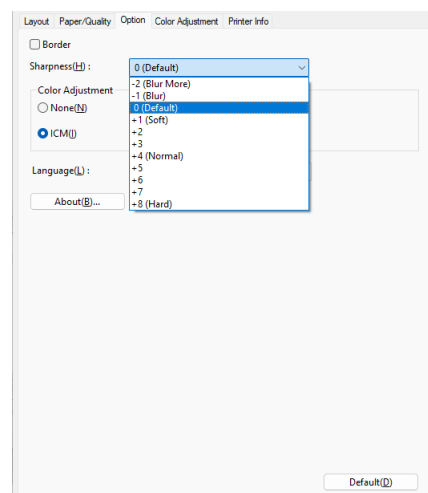 Layout Paper/Quality Option Color Adjustment Printer Info
Border
Sharpness(H) : 0 (Default)
-2 (Blur More)
-1 (Blur)
0 (Default)
+1 (Soft)
+2
+3
+4 (Normal)
+5
+6
+7
+8 (Hard)
Color Adjustment
None(N)
ICM(I)
Language(L) :
About(B)...
Default(D)